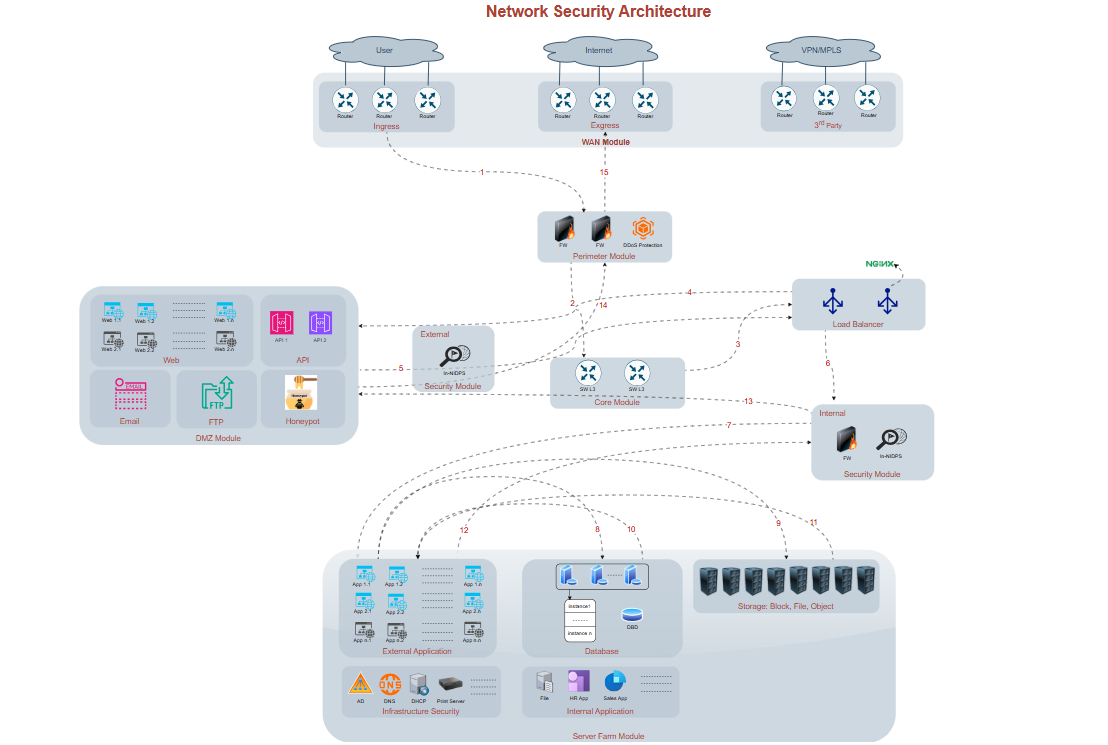 Network Security Architecture
User
Internet
VPN/MPLS
Router
Router
Router
Router
Router
Router
Router
Router
Router
Ingress
Exgress
3rd Party
WAN Module
1
15
FW
FW
DDoS Protection
Perimeter Module
NGINX
Load Balancer
2
14
4
3
5
6
Web 1.1
Web 1.2
Web 1.n
Web 2.1
Web 2.2
Web 2.n
Web
API 1
API 2
API
Email
FTP
FTP
Honeypot
Honeypot
DMZ Module
External
In-NIDPS
Security Module
SW L3
SW L3
Core Module
13
7
Internal
FW
In-NIDPS
Security Module
12
8
10
9
11
App 1.1
App 1.2
App 1.n
App 2.1
App 2.2
App 2.n
App n.1
App n.2
App n.n
External Application
instance1
instance n
DBD
Database
Storage: Block, File, Object
AD
DNS
DNS
DHCP
Print Server
Infrastructure Security
File
HR App
Sales App
Internal Application
Server Farm Module